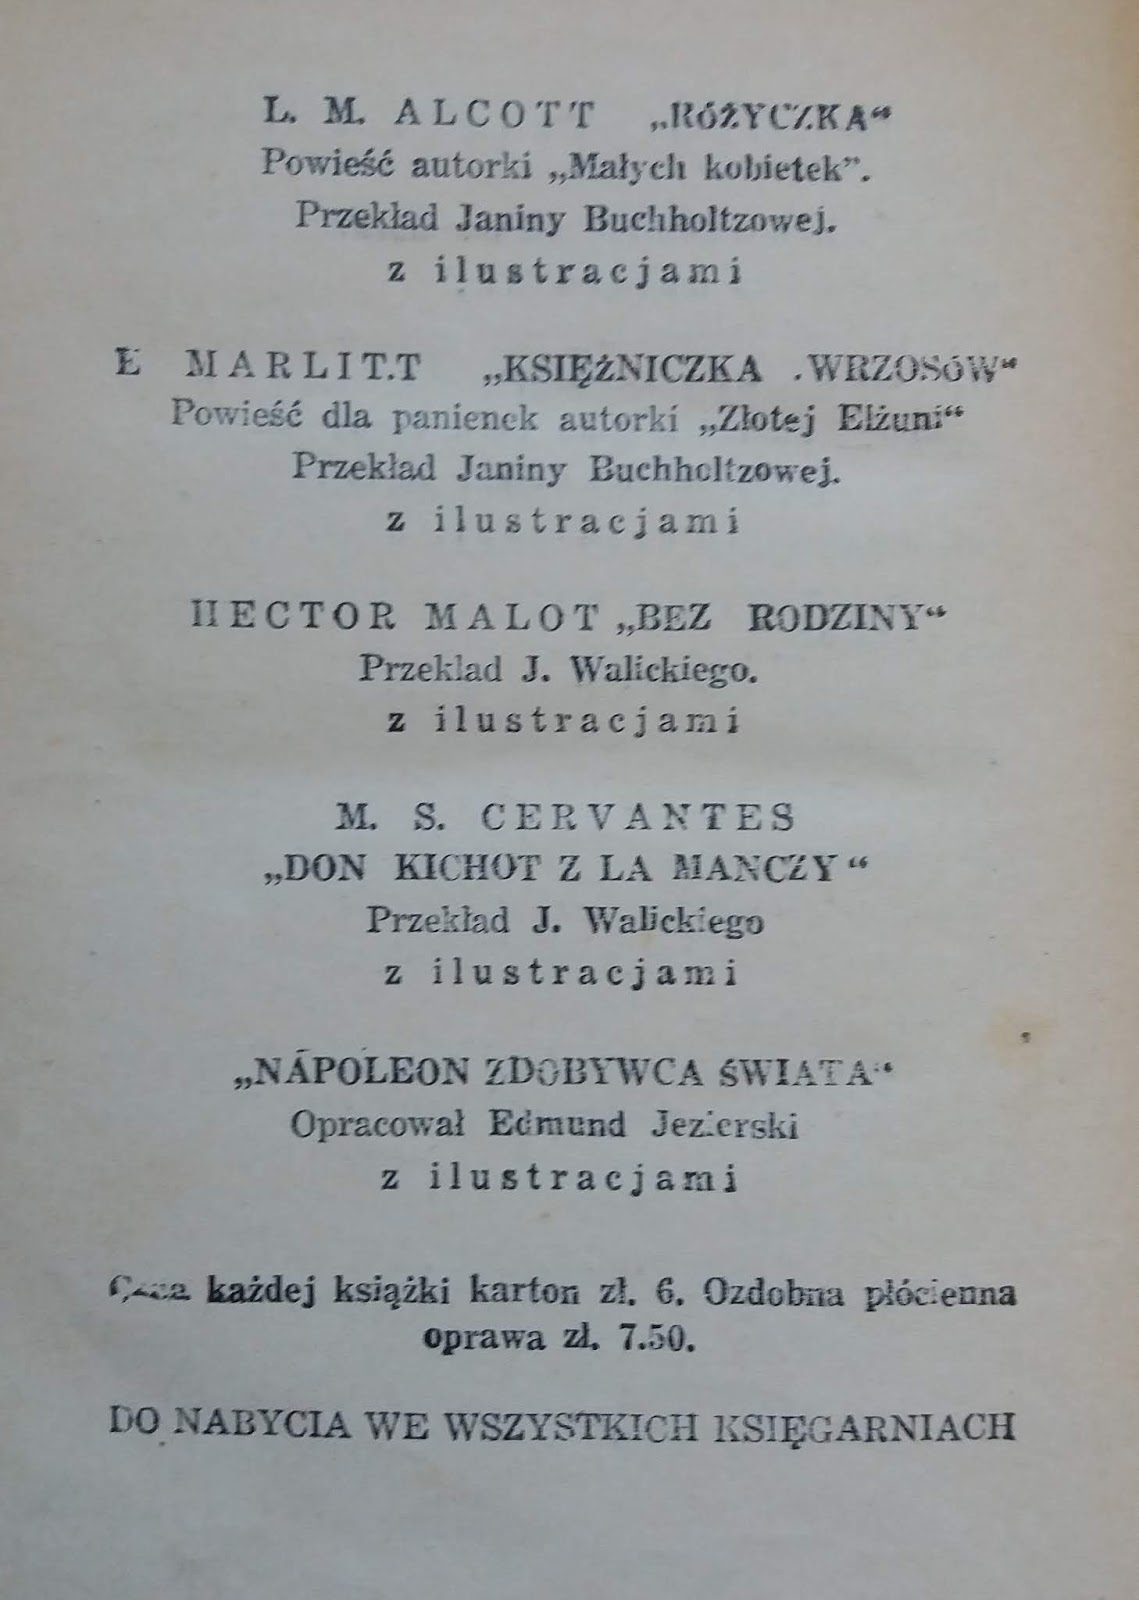 L. M. ALCOTT „RÓŻYCZKA“
Powieść autorki „Małych kobietek”.
Przekład Janiny Buchholtzowej.
z ilustracjami
E MARLIT.T „KSIĘŻNICZKA .WRZOSÓW“
Powieść dla panienek autorki „Złotej Elżuni“
Przekład Janiny Buchholtzowej.
z ilustracjami
HECTOR MALOT „BEZ RODZINY“
Przeklad J. Walickiego.
z ilustracjami
M. S. CERVANTES
„DON KICHOT Z LA MANCZY“
Przekład J. Walickiego
z ilustracjami
„NAPOLEON ZDOBYWCA ŚWIATA“
Opracował Edmund Jezierski
z ilustracjami
Cena każdej książki karton zł. 6. Ozdobna płócienna
oprawa zł. 7.50.
DO NABYCIA WE WSZYSTKICH KSIĘGARNIACH